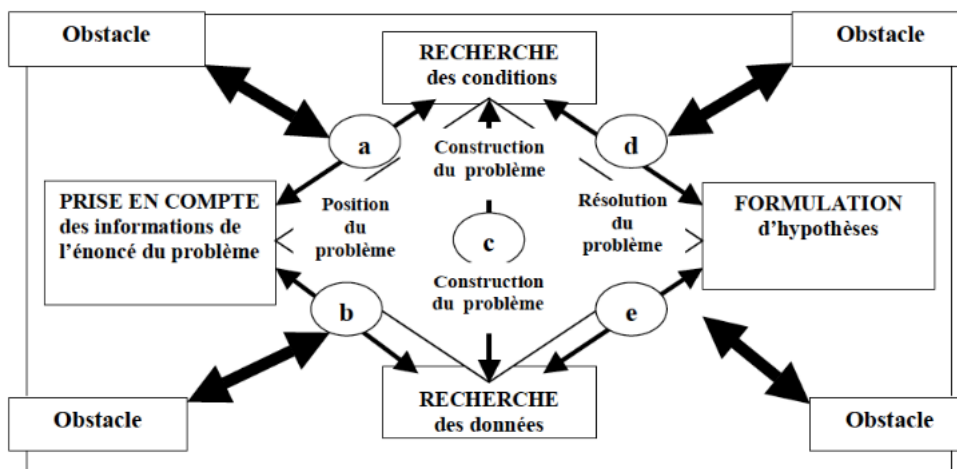 Obstacle
Obstacle
RECHERCHE
des conditions
a
d
Construction
du problème
PRISE EN COMPTE
des informations de
l'énoncé du problème
Position
du
problème
c
Résolution
du
problème
FORMULATION
d'hypothèses
Construction
du problème
b
e
Obstacle
RECHERCHE
des données
Obstacle